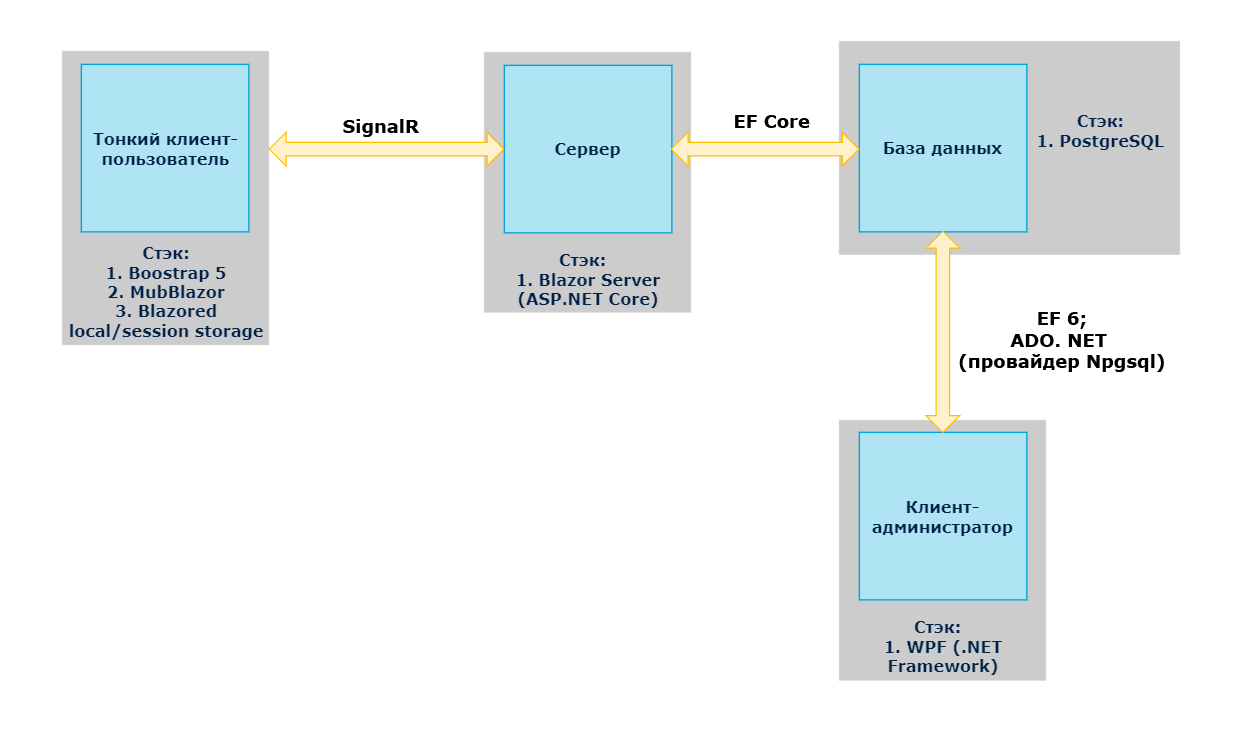 Тонкий клиент-
пользователь
Стэк:
1. Boostrap 5
2. MubBlazor
3. Blazored
local/session storage
SignalR
Сервер
Стэк:
1. Blazor Server
(ASP.NET Core)
EF Core
База данных
Стэк:
1. PostgreSQL
EF 6;
ADO. NET
(провайдер Npgsql)
Клиент-
администратор
Стэк:
1. WPF (.NET
Framework)